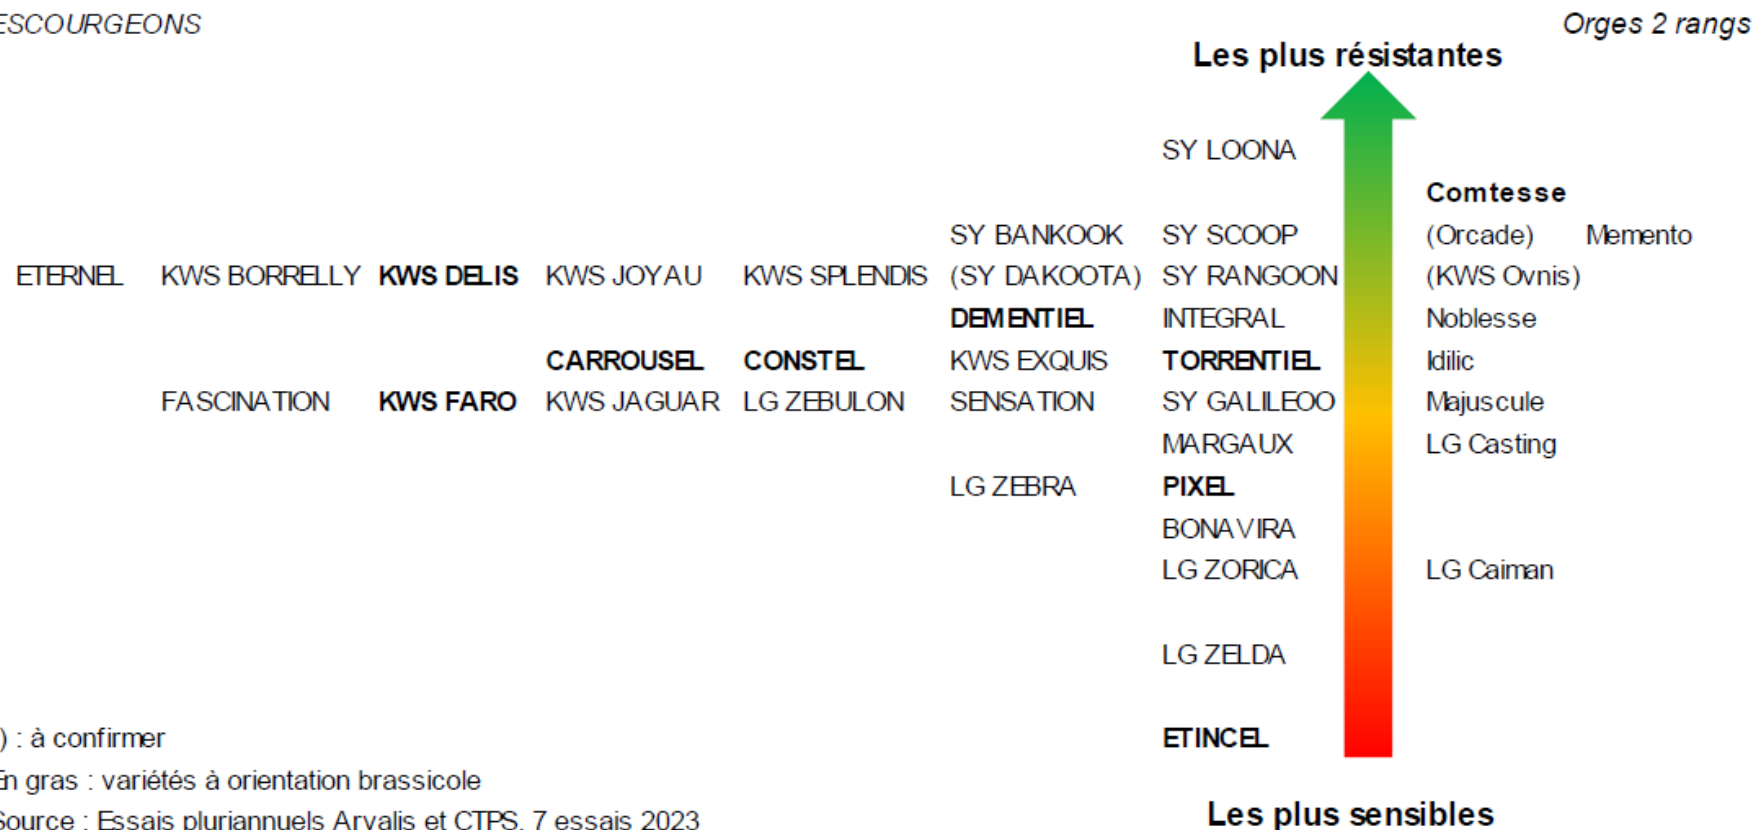 ESCOURGEONS Orges 2 rangs
Les plus résistantes
SY LOONA
Comtesse
SY BANKOOK SY SCOOP (Orcade) Memento
ETERNEL KWS BORRELLY KWS DELIS KWS JOYAU KWS SPLENDIS (SY DAKOOTA) SY RANGOON (KWS Ovnis)
DEMENTIEL INTEGRAL Noblesse
CARROUSEL CONSTEL KWS EXQUIS TORRENTIEL Idilic
FASCINATION KWS FARO KWS JAGUAR LG ZEBULON SENSATION SY GALILEOO Majuscule
MARGAUX LG Casting
LG ZEBRA PIXEL
BONAVIRA
LG ZORICA LG Caiman
LG ZELDA
) : à confirmer
ETINCEL
En gras : variétés à orientation brassicole
Source : Essais pluriannuels Arvalis et CTPS, 7 essais 2023
Les plus sensibles